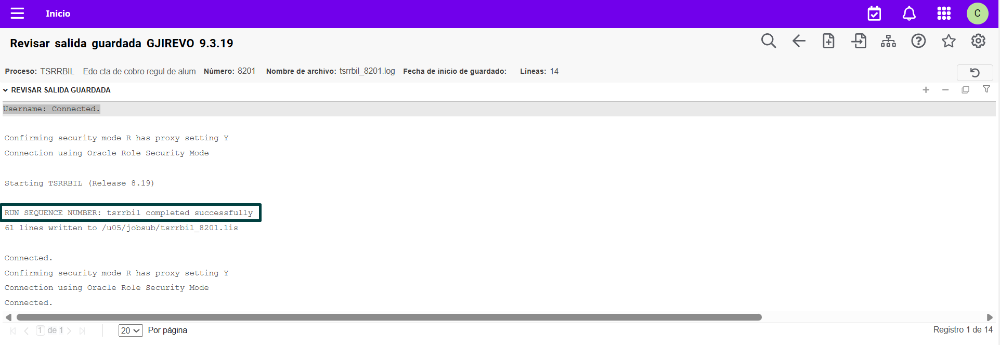 Inicio
C
Revisar salida guardada GJIREVO 9.3.19
Proceso: TSRRBIL Edo cta de cobro regul de alum Número: 8201 Nombre de archivo: tsrrbil_8201.log Fecha de inicio de guardado: Líneas: 14
REVISAR SALIDA GUARDADA
Username: Connected.
Confirming security mode R has proxy setting Y
Connection using Oracle Role Security Mode
Starting TSRRBIL (Release 8.19)
RUN SEQUENCE NUMBER: tsrrbil completed successfully
61 lines written to /u05/jobsub/tsrrbil_8201.lis
Connected.
Confirming security mode R has proxy setting Y
Connection using Oracle Role Security Mode
Connected.
1 de 1 20 Por página Registro 1 de 14